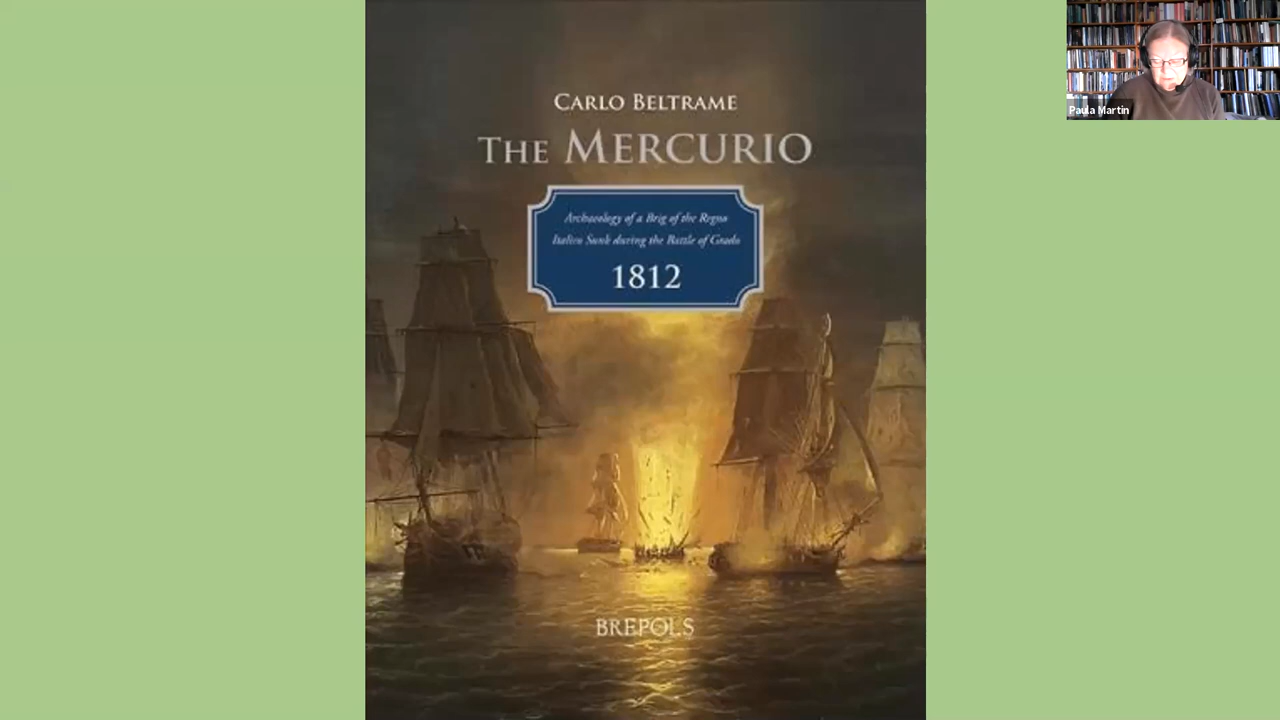 CARLO BELTRAME
THE MERCURIO
Archaeology of a Brig of the Regno
Italico Sunk during the Battle of Grado
1812
BREPOLS
Paula Martin